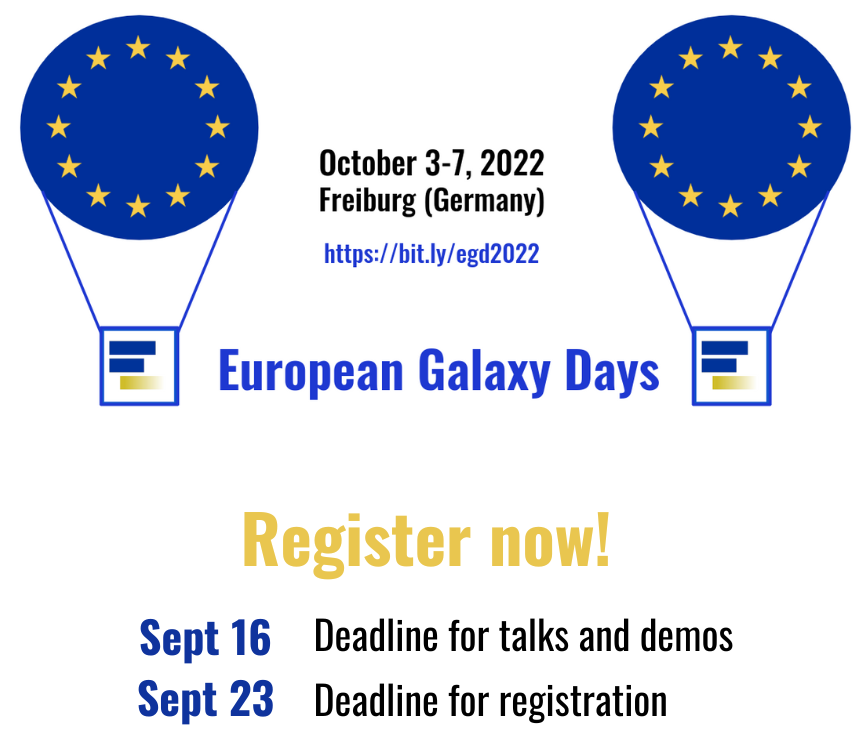 October 3-7, 2022
Freiburg (Germany)
https://bit.ly/egd2022
European Galaxy Days
Register now!
Sept 16 Deadline for talks and demos
Sept 23 Deadline for registration